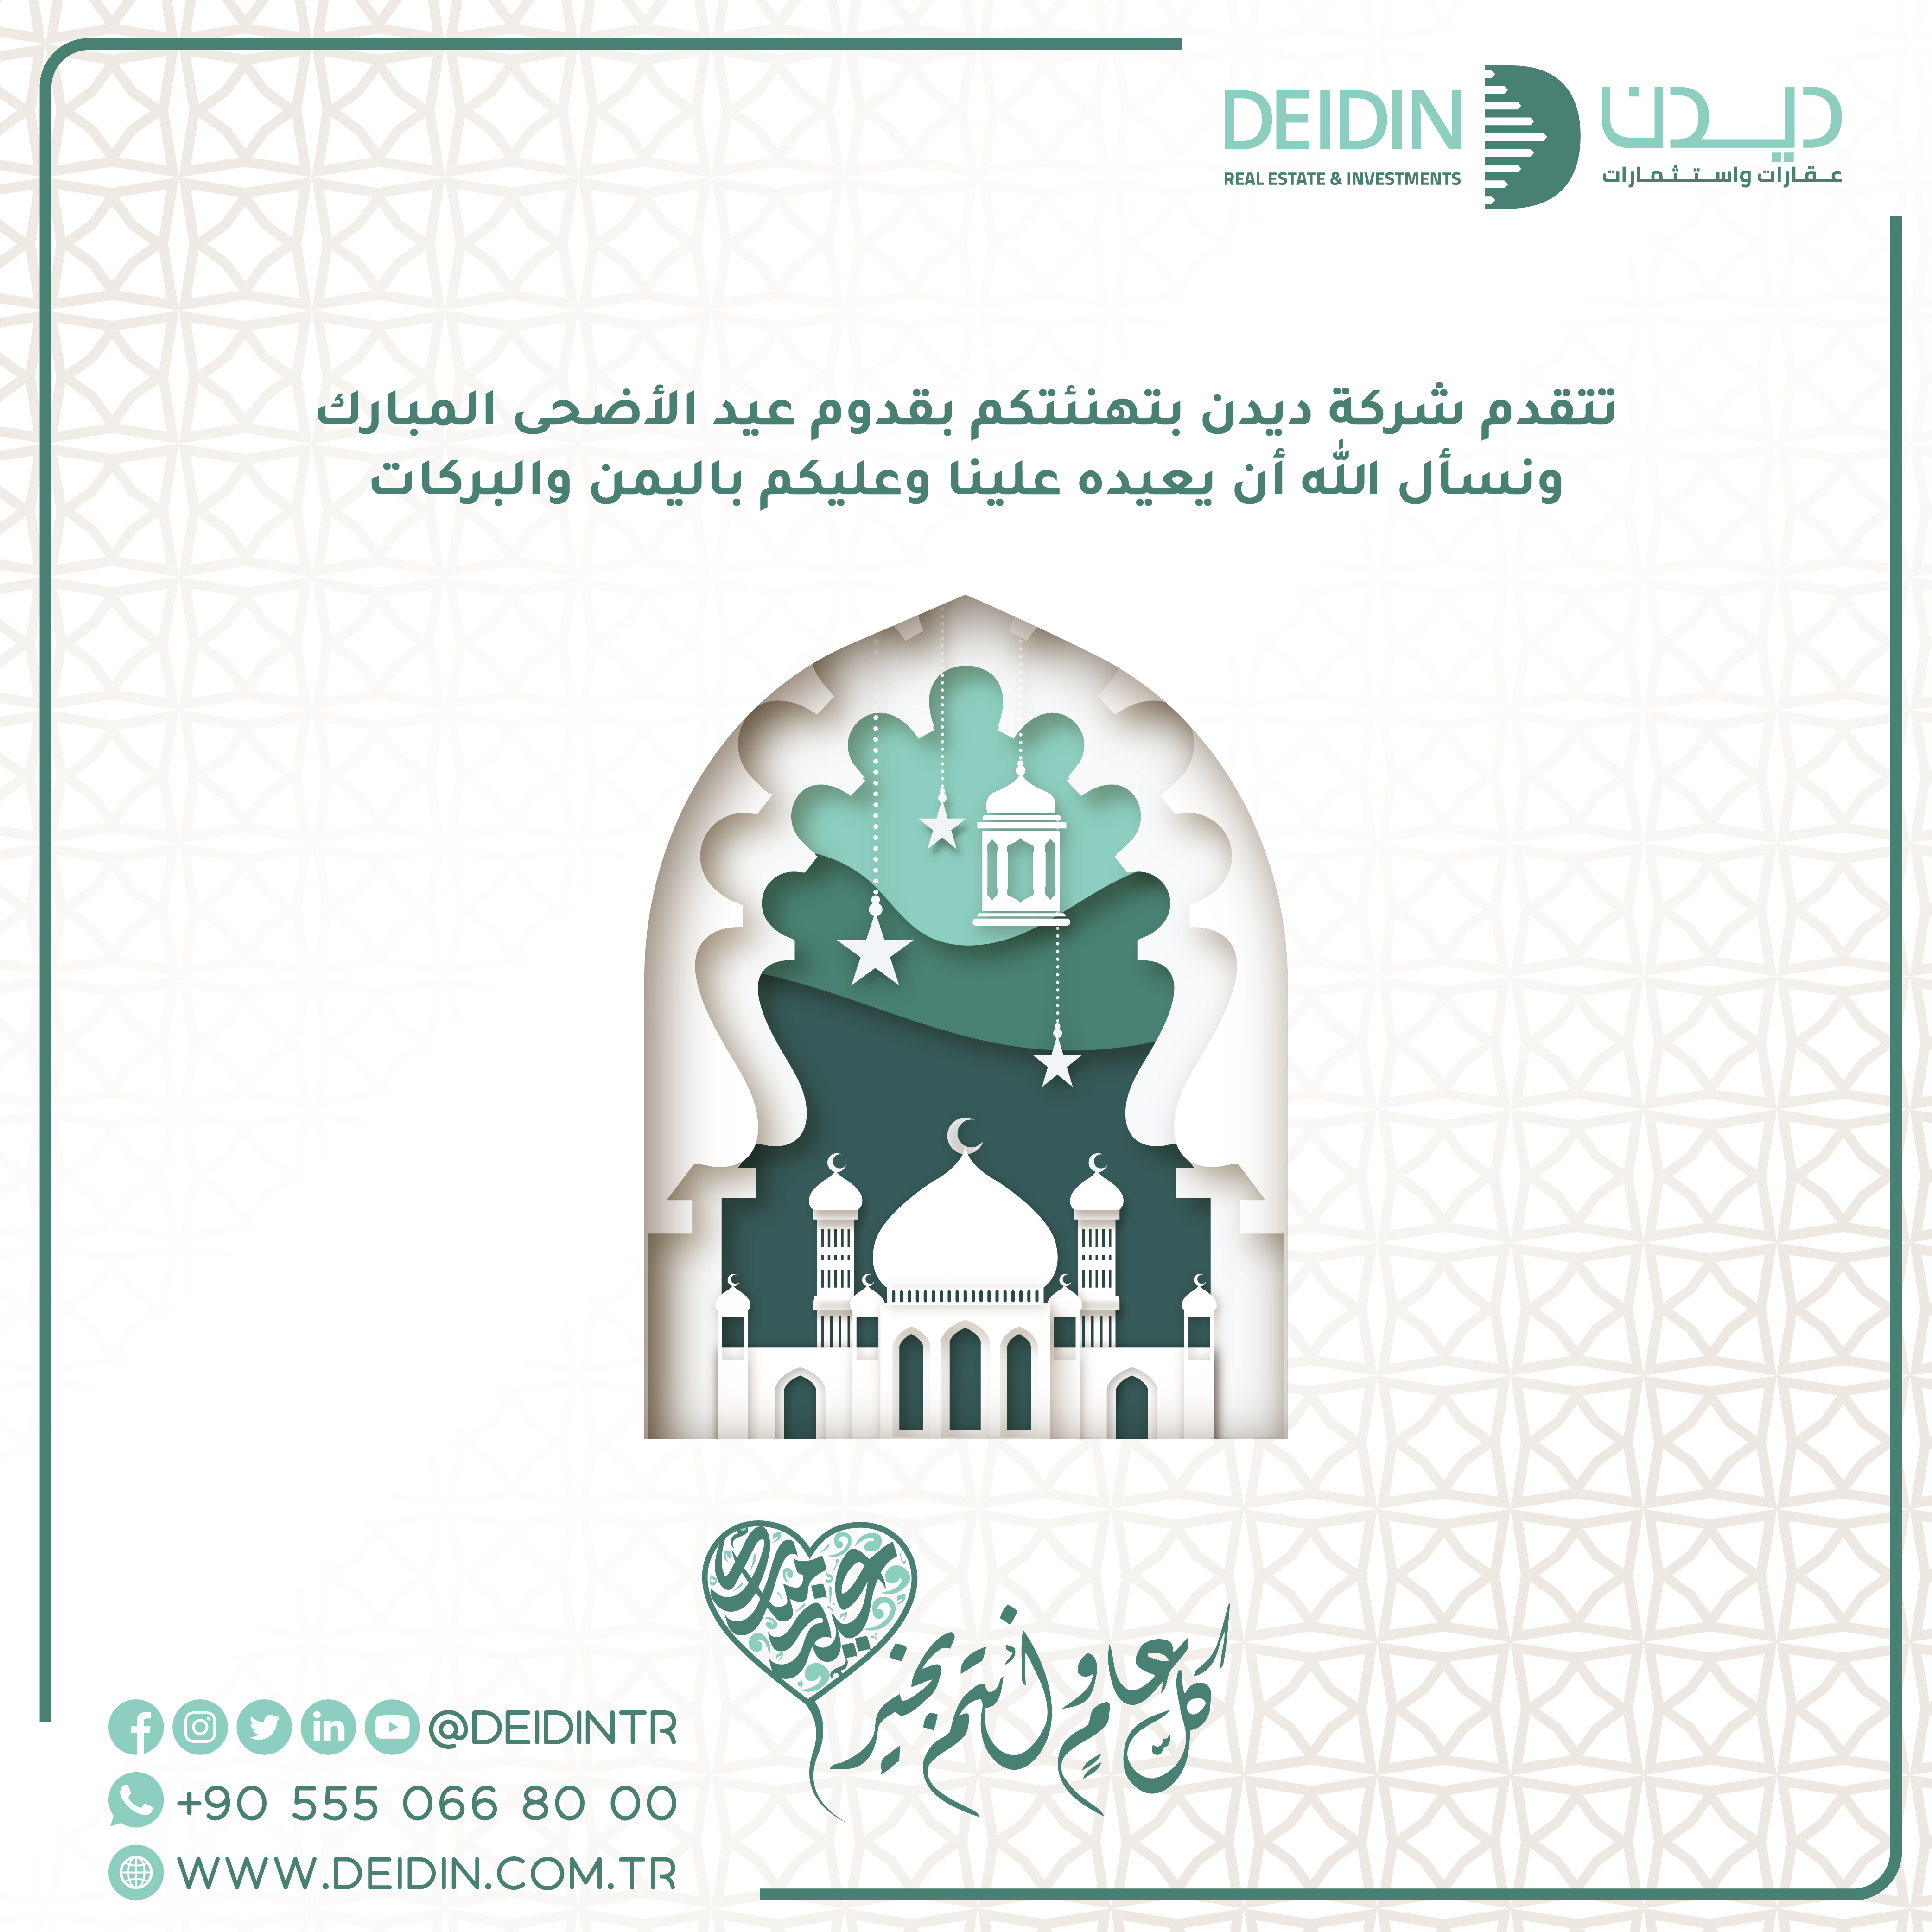 DEIDIN
REAL ESTATE & INVESTMENTS
ديدن
عقارات واستثمارات
تتقدم شركة ديدن بتهنئتكم بقدوم عيد الأضحى المبارك
ونسأل الله أن يعيده علينا وعليكم باليمن والبركات
عيد مبارك
كلّ عامٍ وأنتم بخيرٍ
@DEIDINTR
+90 555 066 80 00
WWW.DEIDIN.COM.TR